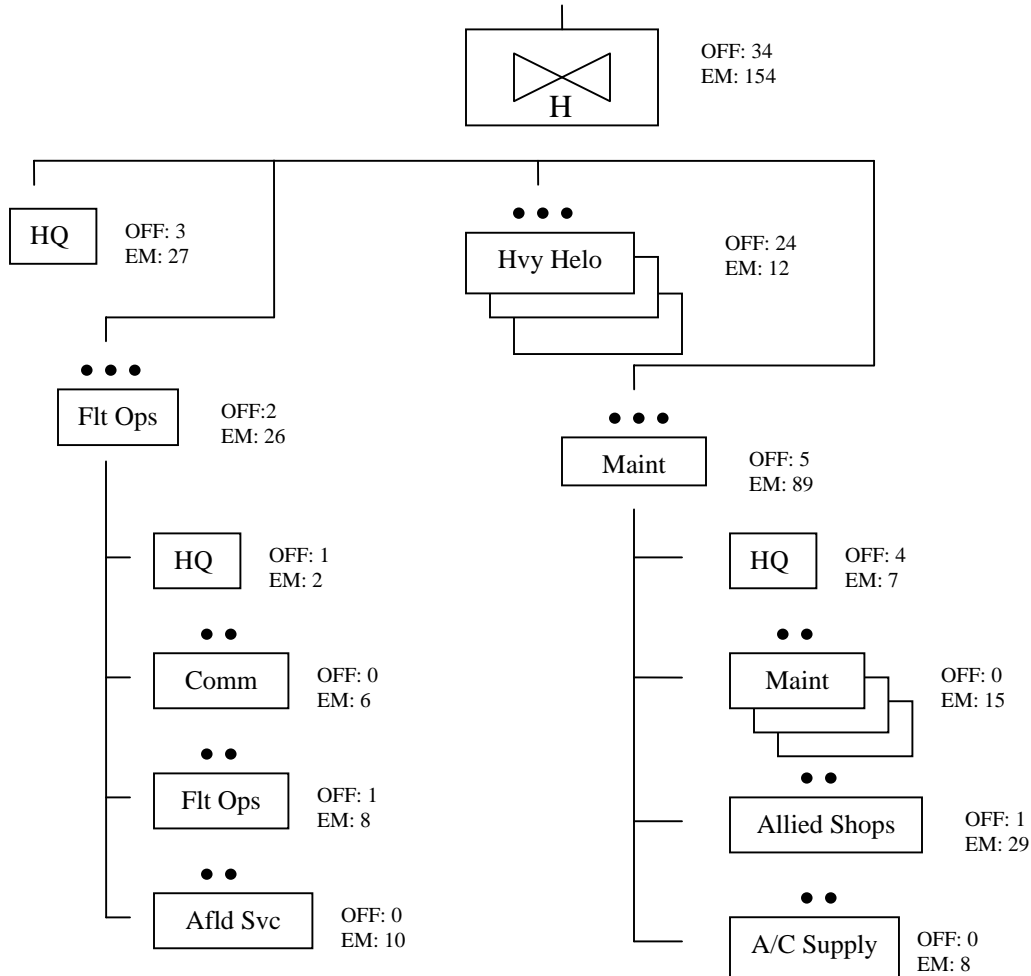 OFF: 34
EM: 154
H
HQ
OFF: 3
EM: 27
Hvy Helo
OFF: 24
EM: 12
Flt Ops
OFF:2
EM: 26
Maint
OFF: 5
EM: 89
HQ
OFF: 1
EM: 2
HQ
OFF: 4
EM: 7
Comm
OFF: 0
EM: 6
Maint
OFF: 0
EM: 15
Flt Ops
OFF: 1
EM: 8
Allied Shops
OFF: 1
EM: 29
Afld Svc
OFF: 0
EM: 10
A/C Supply
OFF: 0
EM: 8